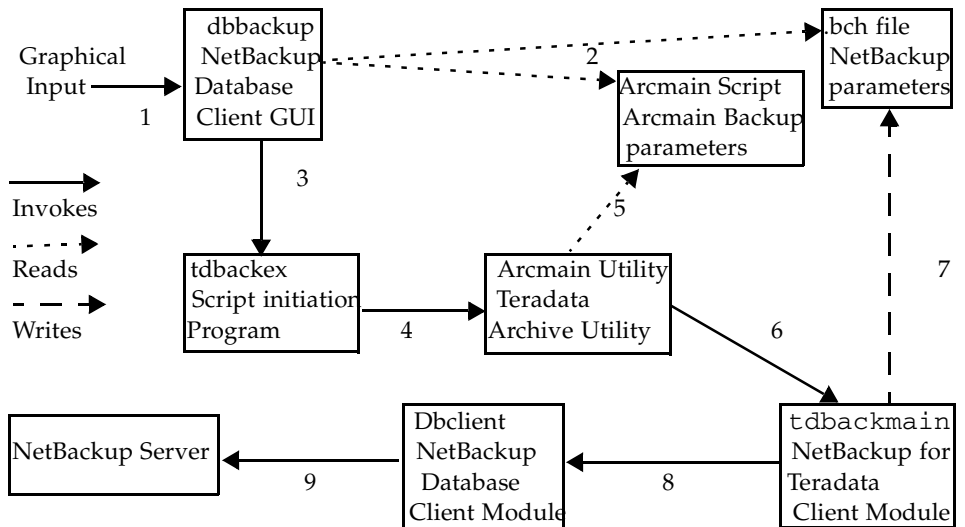 Graphical
Input
1
dbbackup
NetBackup
Database
Client GUI
2
.bch file
NetBackup
parameters
Arcmain Script
Arcmain Backup
parameters
3
Invokes
Reads
Writes
5
7
tdbackex
Script initiation
Program
4
Arcmain Utility
Teradata
Archive Utility
6
NetBackup Server
9
Dbclient
NetBackup
Database
Client Module
8
tdbackmain
NetBackup for
Teradata
Client Module